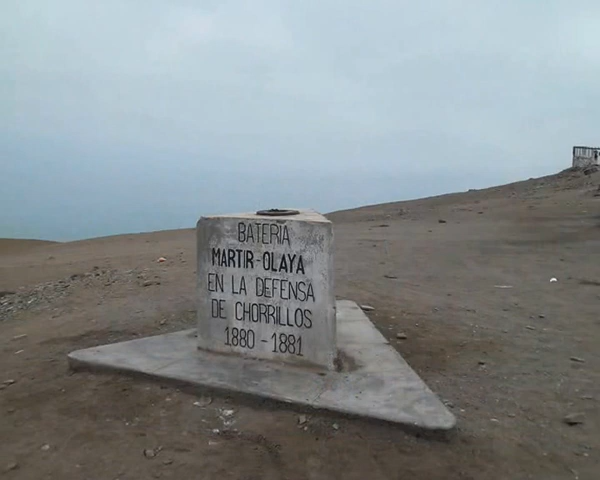 BATERIA
MARTIR-OLAYA
EN LA DEFENSA
DE CHORRILLOS
1880-1881